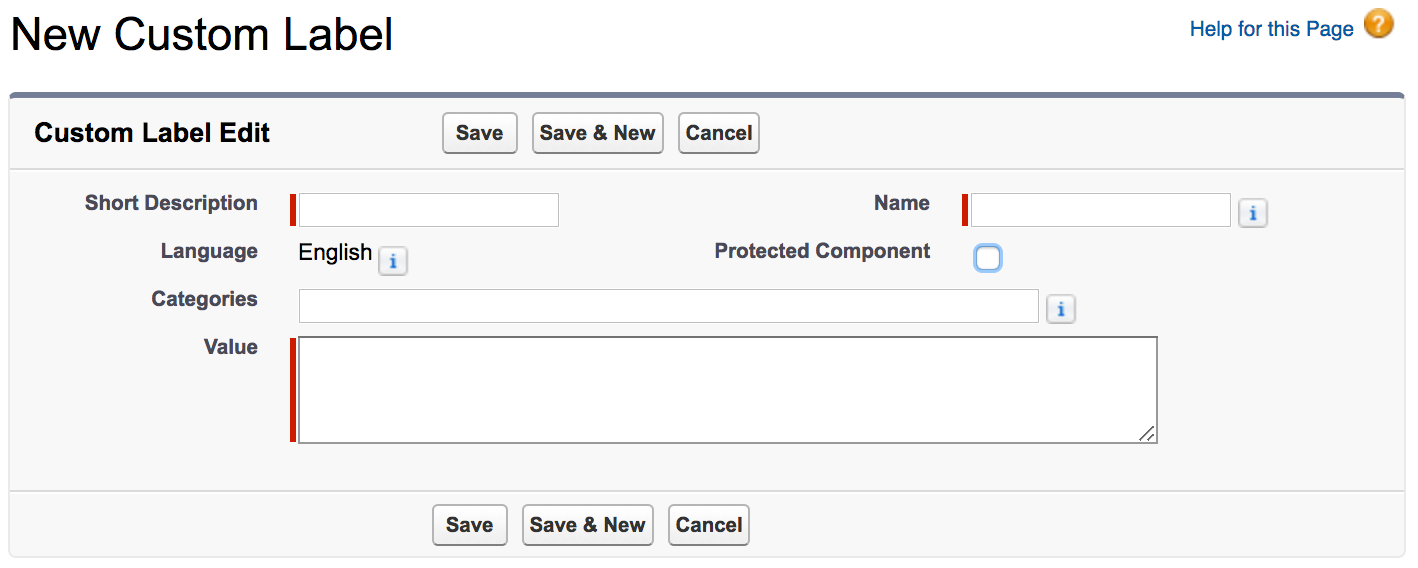 New Custom Label
Help for this Page ?
Custom Label Edit Save Save & New Cancel
Short Description Name i
Language English i Protected Component
Categories i
Value
Save Save & New Cancel